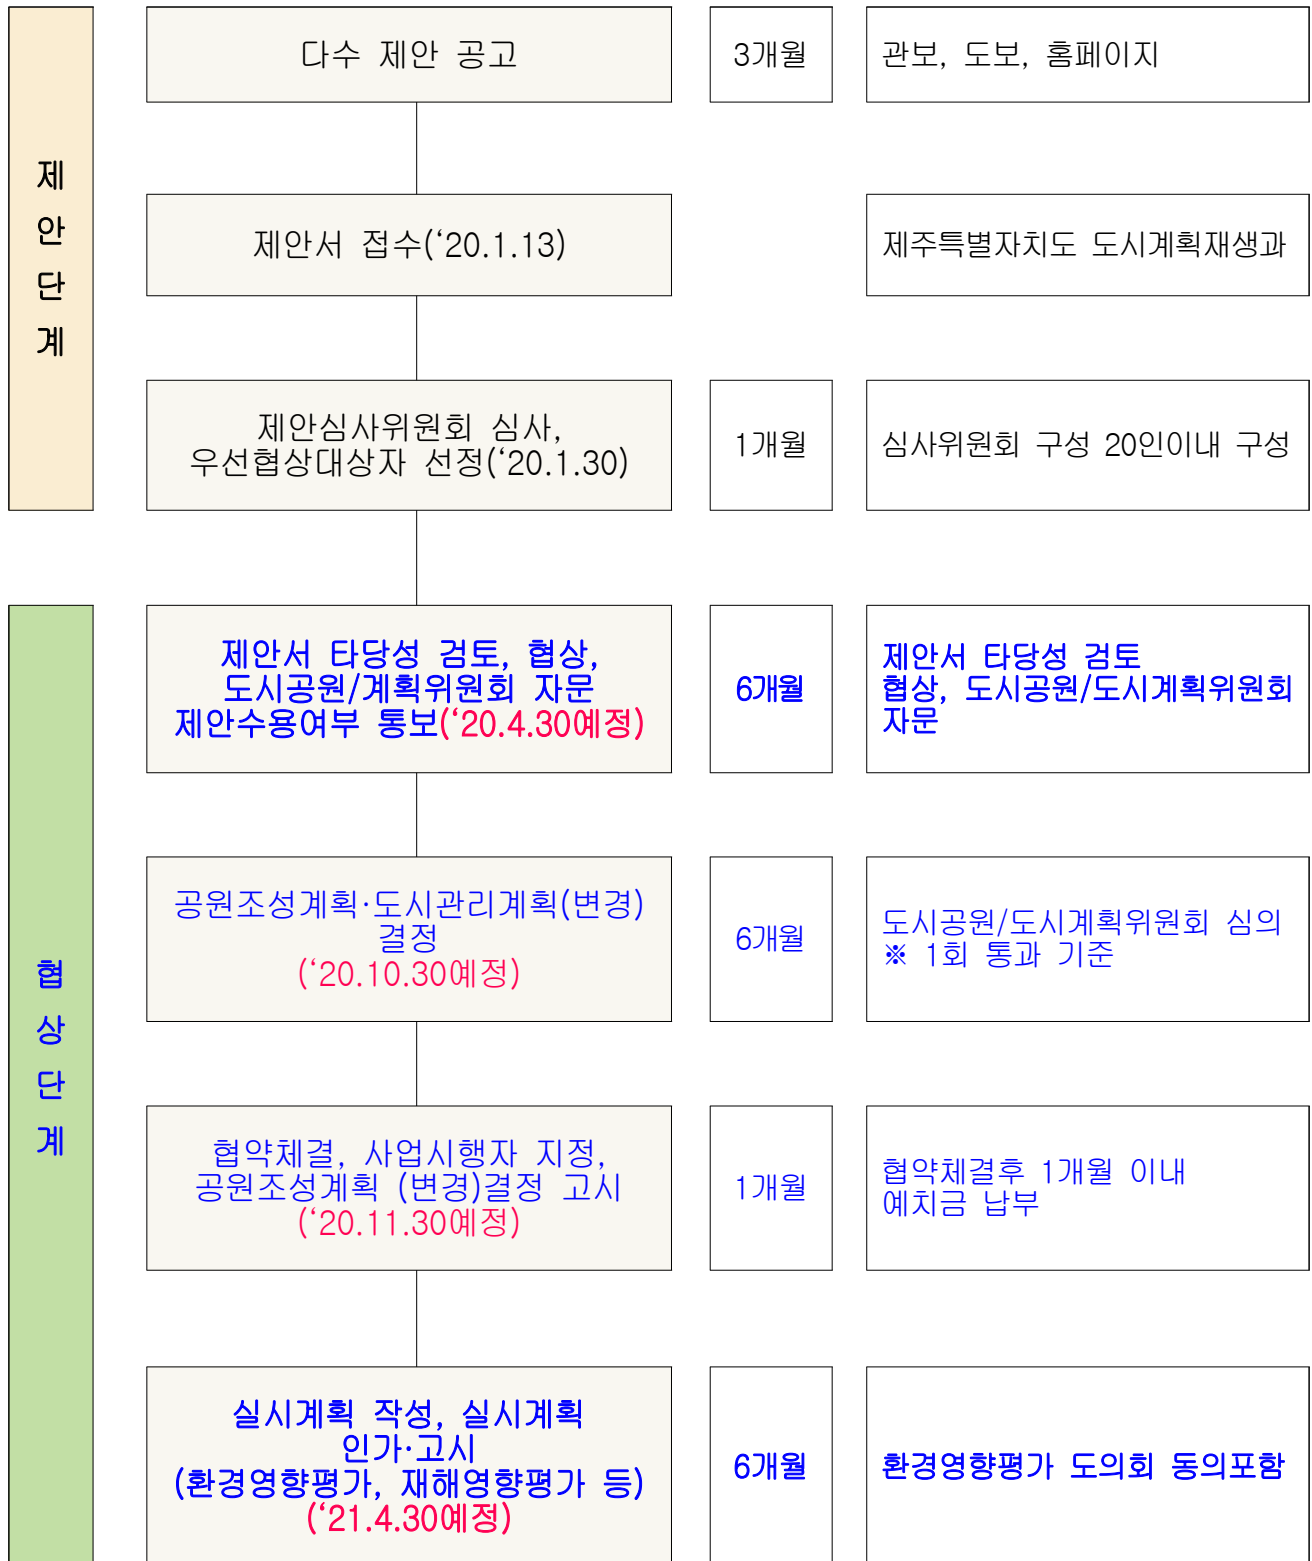 제
안
단
계
다수 제안 공고
3개월
관보, 도보, 홈페이지
제안서 접수(‘20.1.13)
제주특별자치도 도시계획재생과
제안심사위원회 심사,
우선협상대상자 선정(‘20.1.30)
1개월
심사위원회 구성 20인이내 구성
협
상
단
계
제안서 타당성 검토, 협상,
도시공원/계획위원회 자문
제안수용여부 통보(‘20.4.30예정)
6개월
제안서 타당성 검토
협상, 도시공원/도시계획위원회
자문
공원조성계획·도시관리계획(변경)
결정
(‘20.10.30예정)
6개월
도시공원/도시계획위원회 심의
※ 1회 통과 기준
협약체결, 사업시행자 지정,
공원조성계획 (변경)결정 고시
(‘20.11.30예정)
1개월
협약체결후 1개월 이내
예치금 납부
실시계획 작성, 실시계획
인가·고시
(환경영향평가, 재해영향평가 등)
(‘21.4.30예정)
6개월
환경영향평가 도의회 동의포함